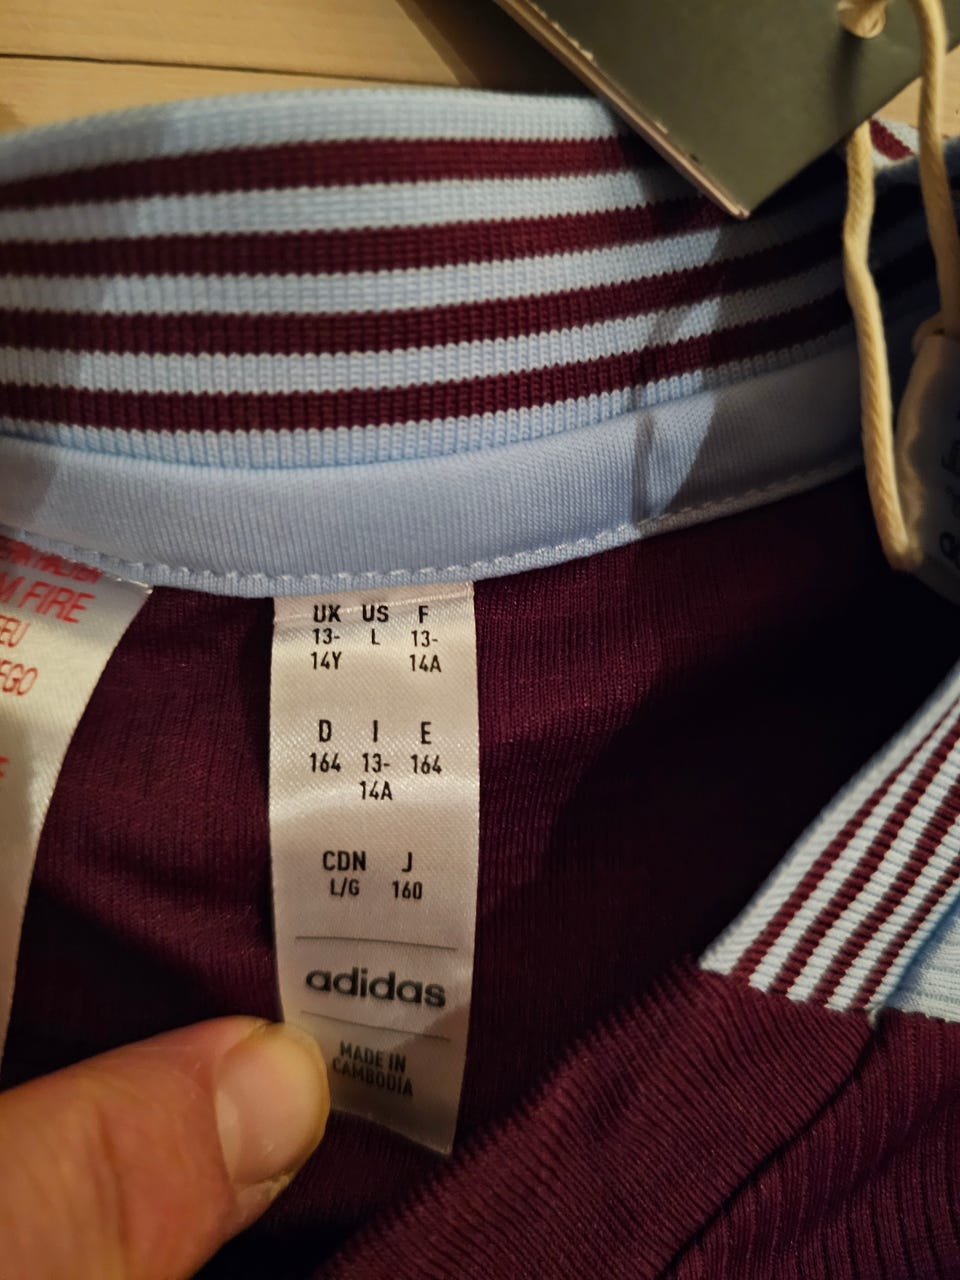 M FIRE
EU
EGO
UK US F
13- L 13-
14Y 14A
D I E
164 13- 164
14A
CDN J
L/G 160
adidas
MADE IN
CAMBODIA